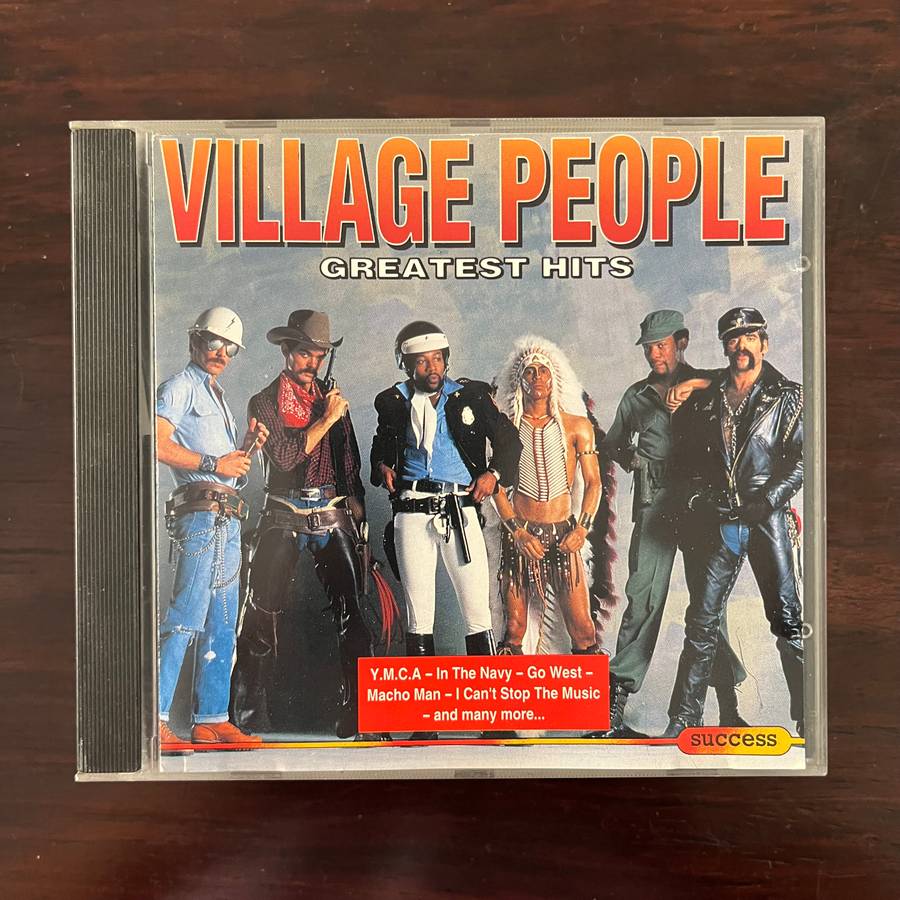 VILLAGE PEOPLE
GREATEST HITS
Y.M.C.A – In The Navy – Go West –
Macho Man – I Can't Stop The Music
– and many more...
success